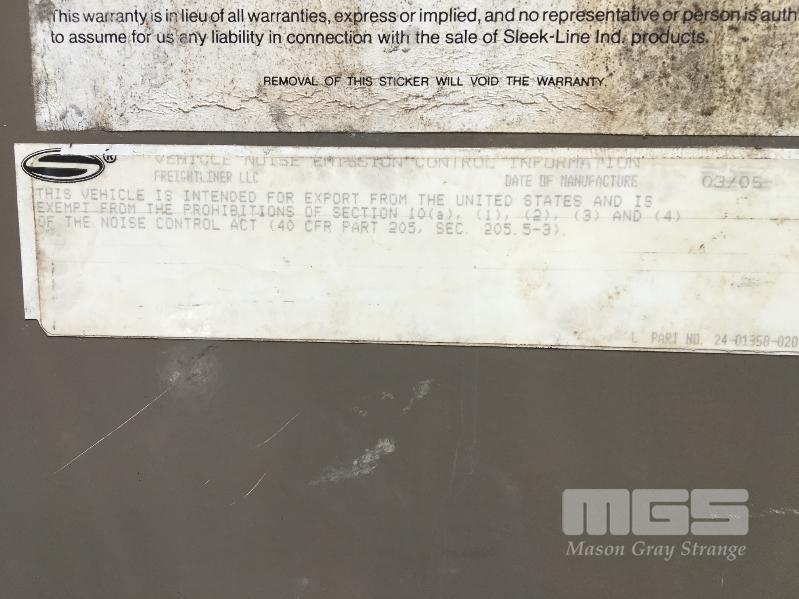 This warranty is in lieu of all warranties, express or implied, and no representative or person is auth
to assume for us any liability in connection with the sale of Sleek-Line Ind. products.
REMOVAL OF THIS STICKER WILL VOID THE WARRANTY.
S ®
VEHICLE NOISE EMISSION CONTROL INFORMATION
FREIGHTLINER LLC DATE OF MANUFACTURE 03/05
THIS VEHICLE IS INTENDED FOR EXPORT FROM THE UNITED STATES AND IS
EXEMPT FROM THE PROHIBITIONS OF SECTION 10(a), (1), (2), (3) AND (4)
OF THE NOISE CONTROL ACT (40 CFR PART 205, SEC. 205.5-3).
L PART NO. 24-01358-020
MGS
Mason Gray Strange